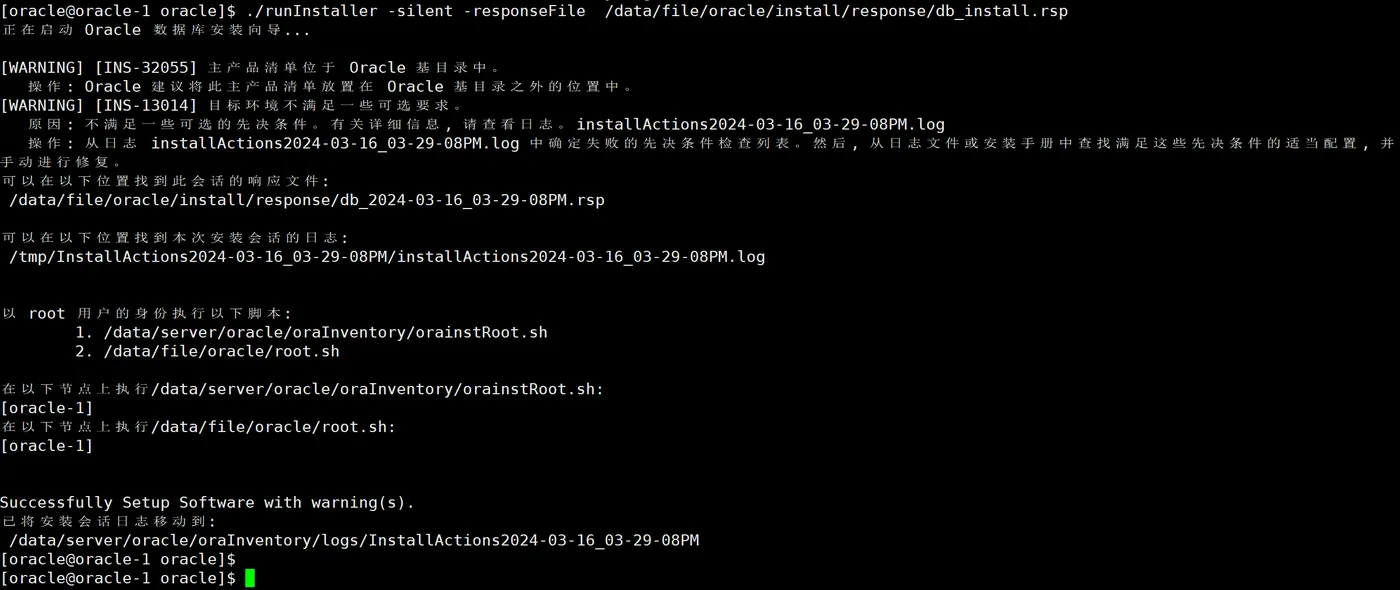 [oracle@oracle-1 oracle]$ ./runInstaller -silent -responseFile  /data/file/oracle/install/response/db_install.rsp
正在启动 Oracle 数据库安装向导...
[WARNING] [INS-32055] 主产品清单位于 Oracle 基目录中。
   操作: Oracle 建议将此主产品清单放置在 Oracle 基目录之外的位置中。
[WARNING] [INS-13014] 目标环境不满足一些可选要求。
   原因: 不满足一些可选的先决条件。有关详细信息, 请查看日志。installActions2024-03-16_03-29-08PM.log
   操作: 从日志 installActions2024-03-16_03-29-08PM.log 中确定失败的先决条件检查列表。然后, 从日志文件或安装手册中查找满足这些先决条件的适当配置, 并
手动进行修复。
可以在以下位置找到此会话的响应文件:
 /data/file/oracle/install/response/db_2024-03-16_03-29-08PM.rsp
可以在以下位置找到本次安装会话的日志:
 /tmp/InstallActions2024-03-16_03-29-08PM/installActions2024-03-16_03-29-08PM.log
以 root 用户的身份执行以下脚本:
        1. /data/server/oracle/oraInventory/orainstRoot.sh
        2. /data/file/oracle/root.sh
在以下节点上执行/data/server/oracle/oraInventory/orainstRoot.sh:
[oracle-1]
在以下节点上执行/data/file/oracle/root.sh:
[oracle-1]
Successfully Setup Software with warning(s).
已将安装会话日志移动到:
 /data/server/oracle/oraInventory/logs/InstallActions2024-03-16_03-29-08PM
[oracle@oracle-1 oracle]$
[oracle@oracle-1 oracle]$